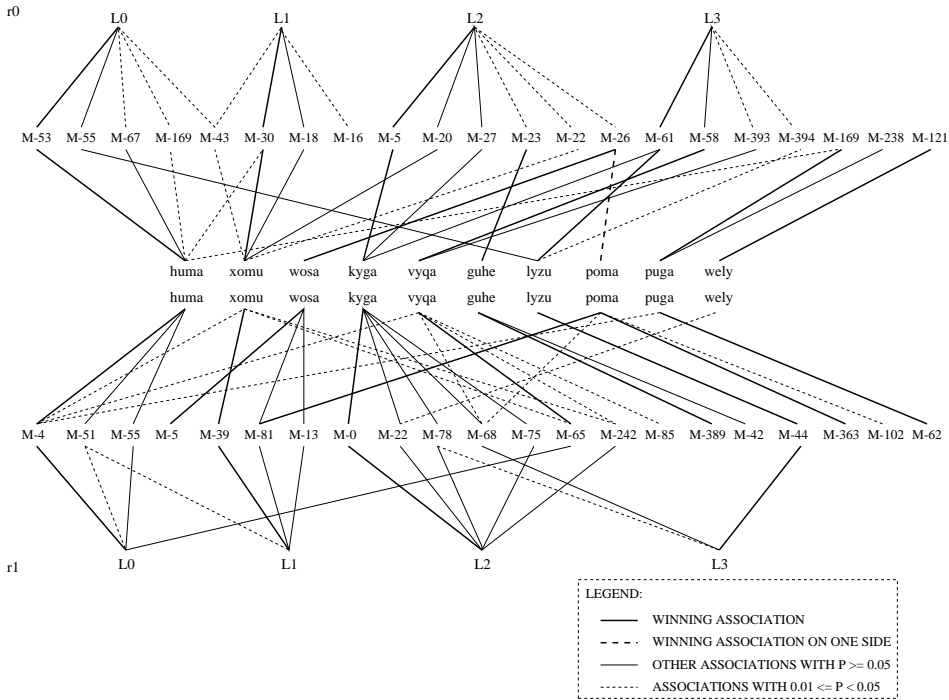 r0
L0 L1 L2 L3
M-53 M-55 M-67 M-169 M-43 M-30 M-18 M-16 M-5 M-20 M-27 M-23 M-22 M-26 M-61 M-58 M-393 M-394 M-169 M-238 M-121
huma xomu wosa kyga vyqa guhe lyzu poma puga wely
huma xomu wosa kyga vyqa guhe lyzu poma puga wely
M-4 M-51 M-55 M-5 M-39 M-81 M-13 M-0 M-22 M-78 M-68 M-75 M-65 M-242 M-85 M-389 M-42 M-44 M-363 M-102 M-62
L0 L1 L2 L3
r1
LEGEND:
WINNING ASSOCIATION
WINNING ASSOCIATION ON ONE SIDE
OTHER ASSOCIATIONS WITH P >= 0.05
ASSOCIATIONS WITH 0.01 <= P < 0.05